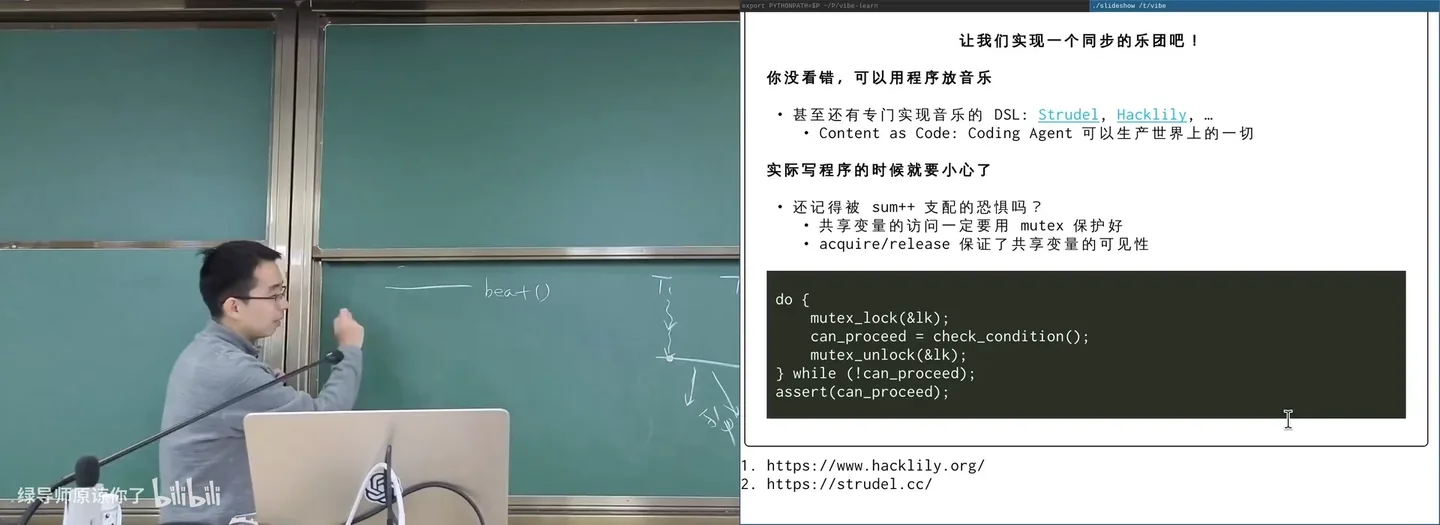 export PYTHONPATH=$P ~/P/vibe-learn
./slideshow /t/vibe
让我们实现一个同步的乐团吧！
你没看错，可以用程序放音乐
• 甚至还有专门实现音乐的 DSL: Strudel, Hacklily, …
• Content as Code: Coding Agent 可以生产世界上的一切
实际写程序的时候就要小心了
• 还记得被 sum++ 支配的恐惧吗？
• 共享变量的访问一定要用 mutex 保护好
• acquire/release 保证了共享变量的可见性
do {
    mutex_lock(&lk);
    can_proceed = check_condition();
    mutex_unlock(&lk);
} while (!can_proceed);
assert(can_proceed);
1. https://www.hacklily.org/
2. https://strudel.cc/
beat()
T₁
绿导师原谅你了 bilibili